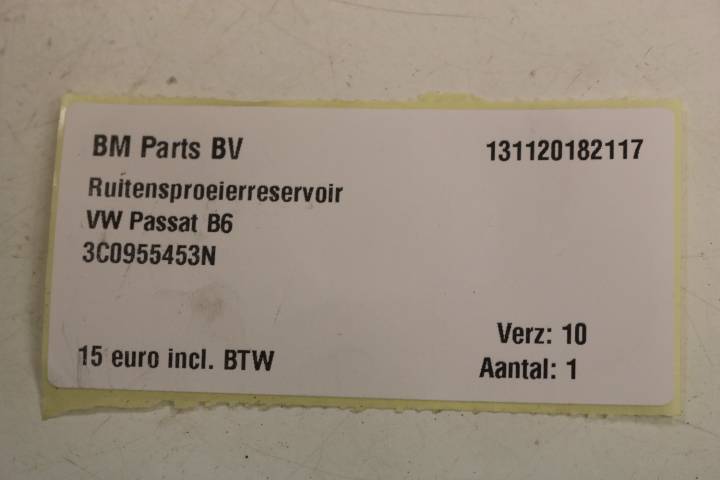 BM Parts BV 131120182117
Ruitensproeierreservoir
VW Passat B6
3C0955453N
Verz: 10
15 euro incl. BTW Aantal: 1